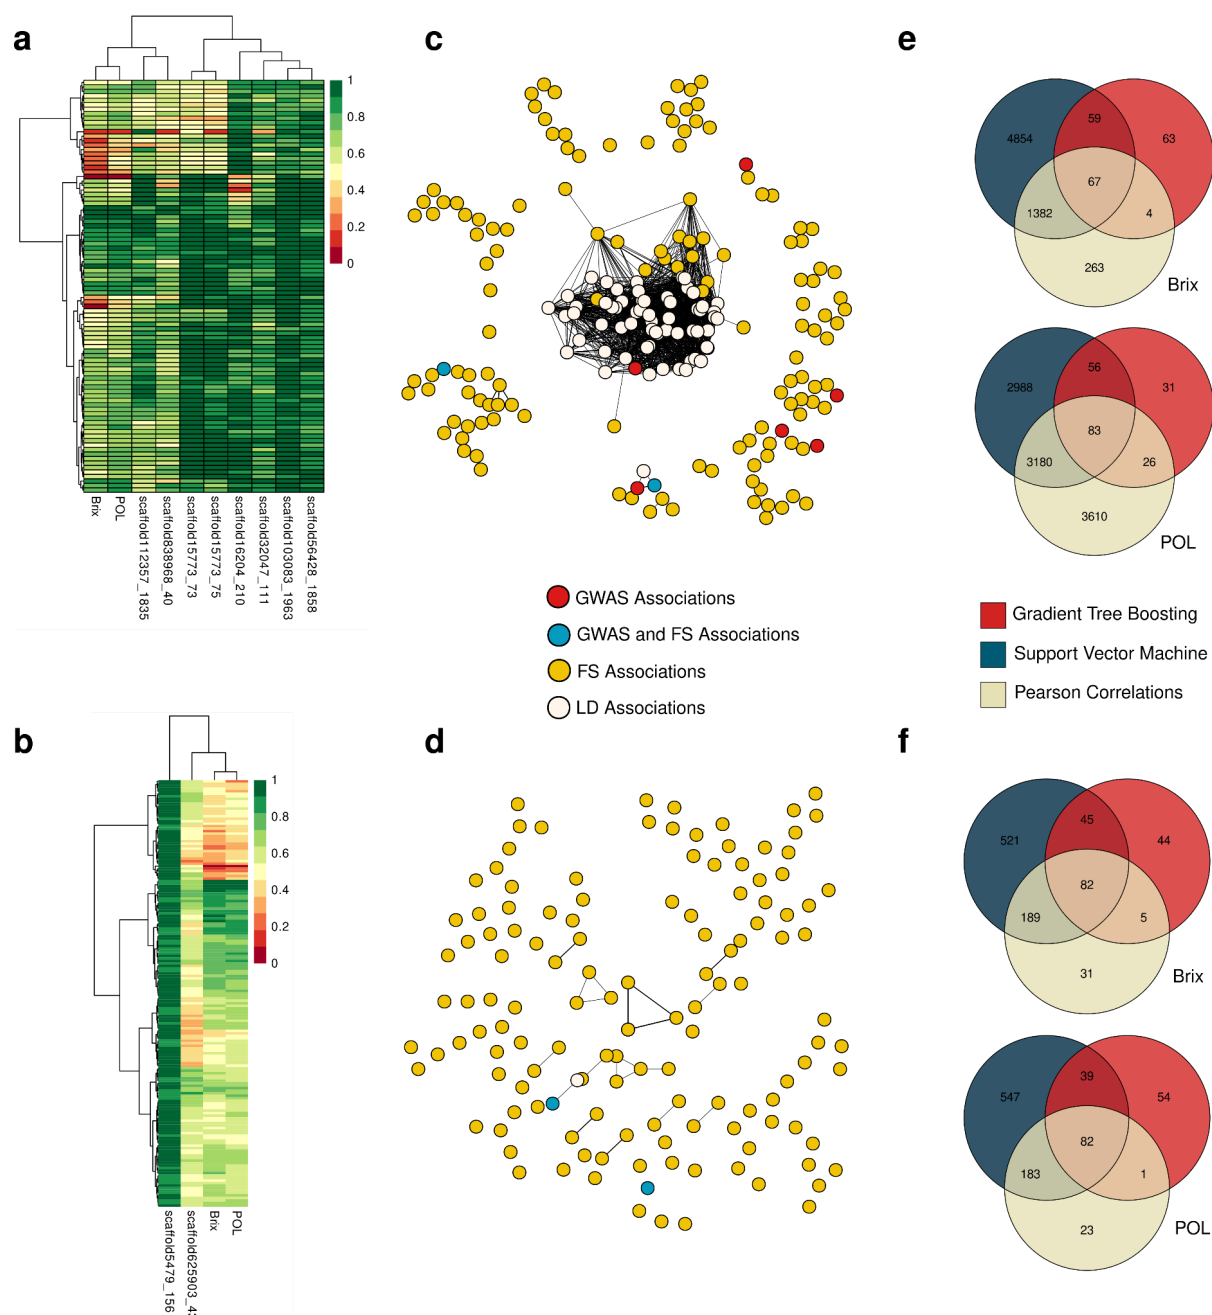 a
1
0.8
0.6
0.4
0.2
0
Brix
POL
scaffold112357_1835
scaffold838968_40
scaffold15773_73
scaffold15773_75
scaffold16204_210
scaffold32047_111
scaffold103083_1963
scaffold56428_1858
b
1
0.8
0.6
0.4
0.2
0
scaffold5479_156
scaffold625903_4
Brix
POL
c
GWAS Associations
GWAS and FS Associations
FS Associations
LD Associations
d
e
4854
59
63
67
1382
4
263
Brix
2988
56
31
83
3180
26
3610
POL
Gradient Tree Boosting
Support Vector Machine
Pearson Correlations
f
521
45
44
82
189
5
31
Brix
547
39
54
82
183
1
23
POL